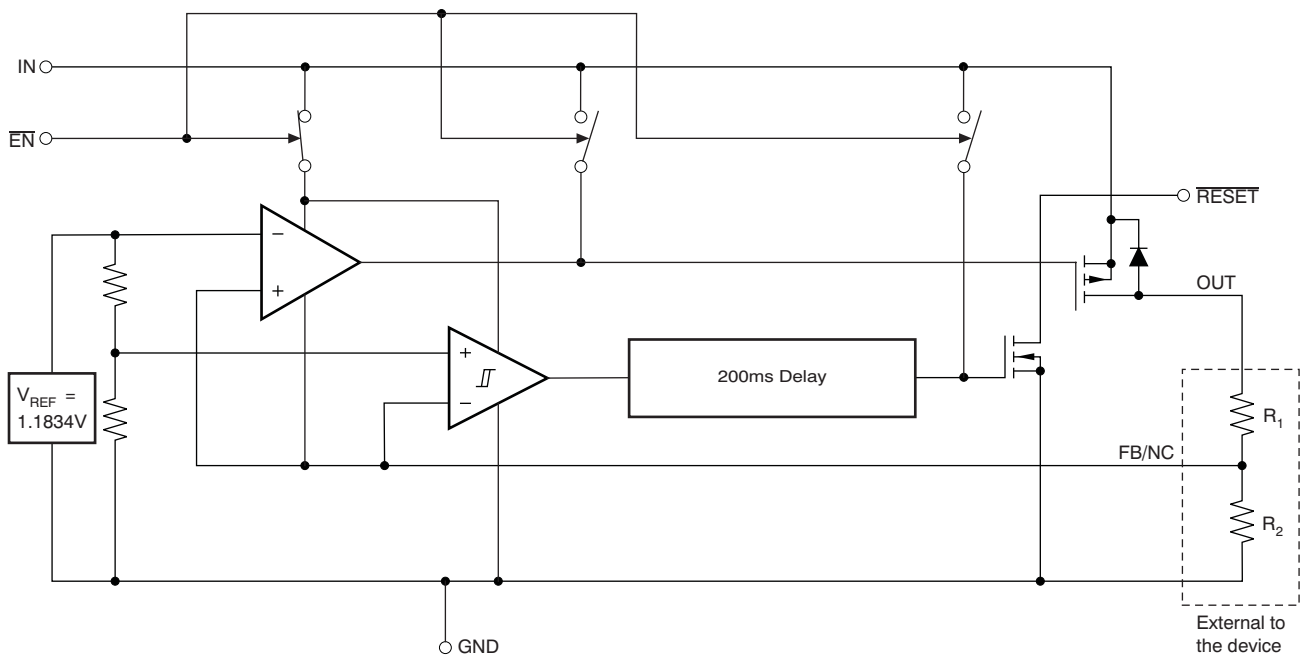 IN
EN
RESET
−
+
OUT
+
−
200ms Delay
V_REF =
1.1834V
R_1
FB/NC
R_2
GND
External to
the device